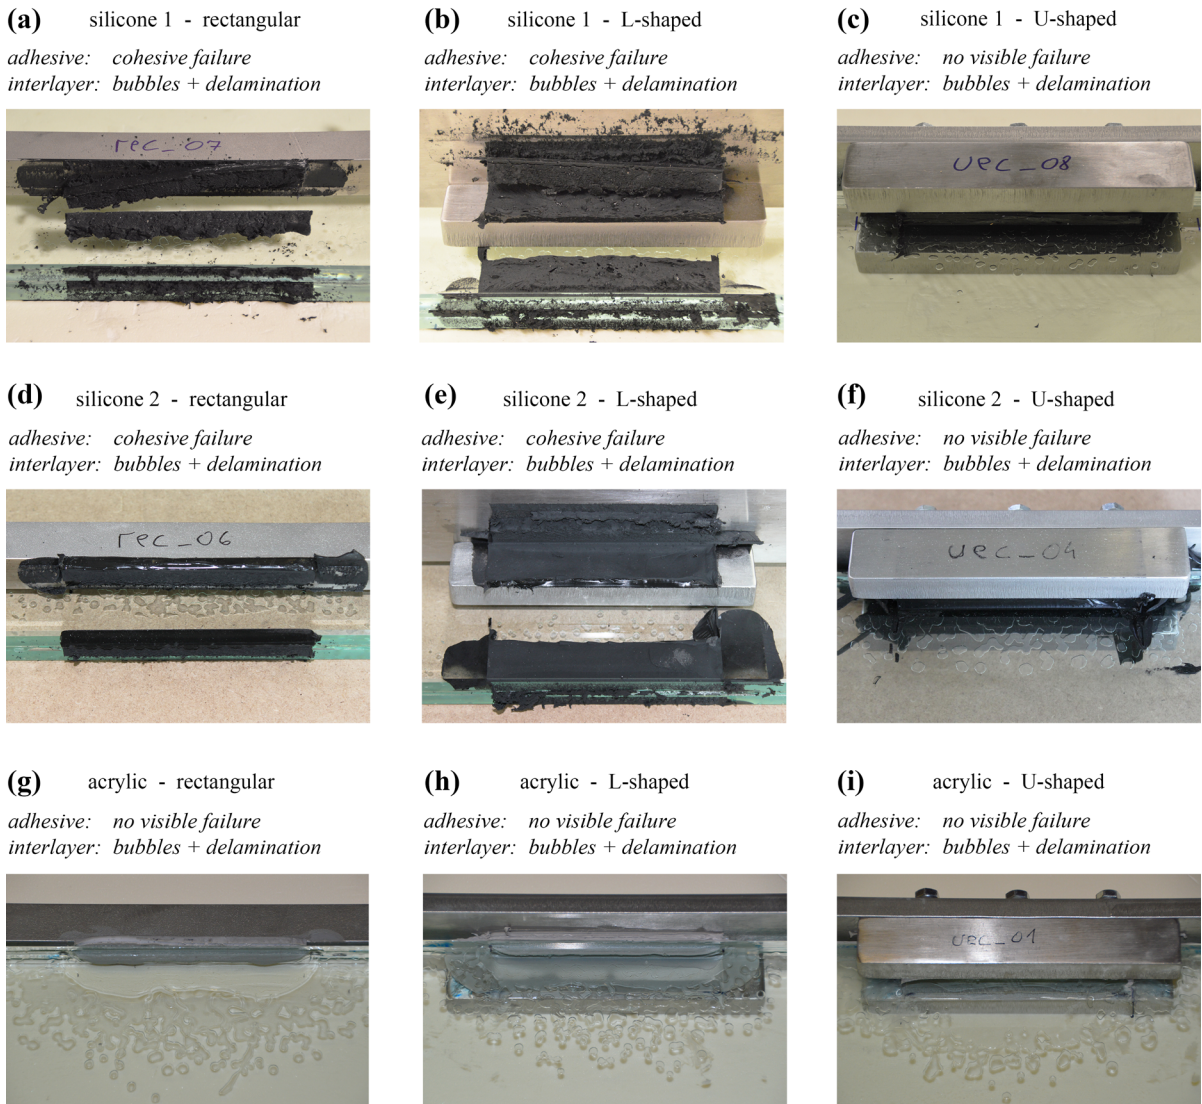 (a) silicone 1 - rectangular
adhesive: cohesive failure
interlayer: bubbles + delamination
rec_07
(b) silicone 1 - L-shaped
adhesive: cohesive failure
interlayer: bubbles + delamination
(c) silicone 1 - U-shaped
adhesive: no visible failure
interlayer: bubbles + delamination
uec_08
(d) silicone 2 - rectangular
adhesive: cohesive failure
interlayer: bubbles + delamination
rec_06
(e) silicone 2 - L-shaped
adhesive: cohesive failure
interlayer: bubbles + delamination
(f) silicone 2 - U-shaped
adhesive: no visible failure
interlayer: bubbles + delamination
uec_04
(g) acrylic - rectangular
adhesive: no visible failure
interlayer: bubbles + delamination
(h) acrylic - L-shaped
adhesive: no visible failure
interlayer: bubbles + delamination
(i) acrylic - U-shaped
adhesive: no visible failure
interlayer: bubbles + delamination
uec_01